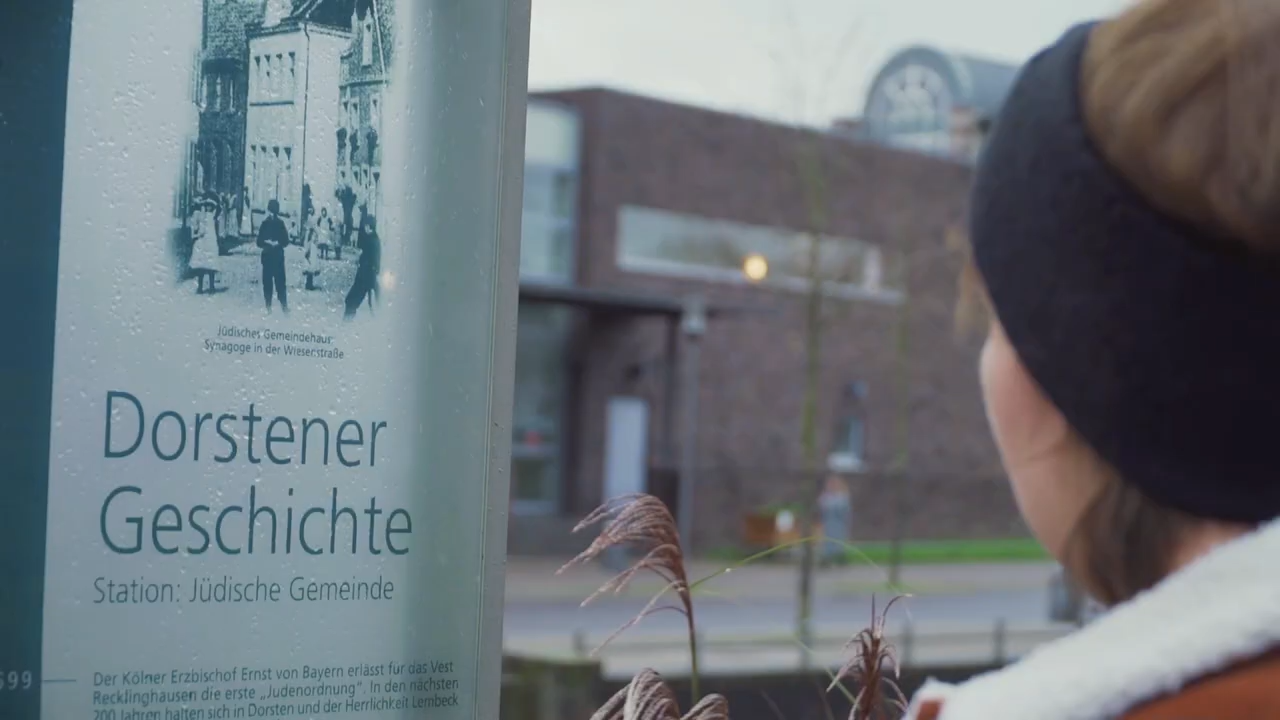 Jüdisches Gemeindehaus:
Synagoge in der Wiesenstraße
Dorstener
Geschichte
Station: Jüdische Gemeinde
599
Der Kölner Erzbischof Ernst von Bayern erlässt für das Vest
Recklinghausen die erste „Judenordnung“. In den nächsten
200 Jahren halten sich in Dorsten und der Herrlichkeit Lembeck